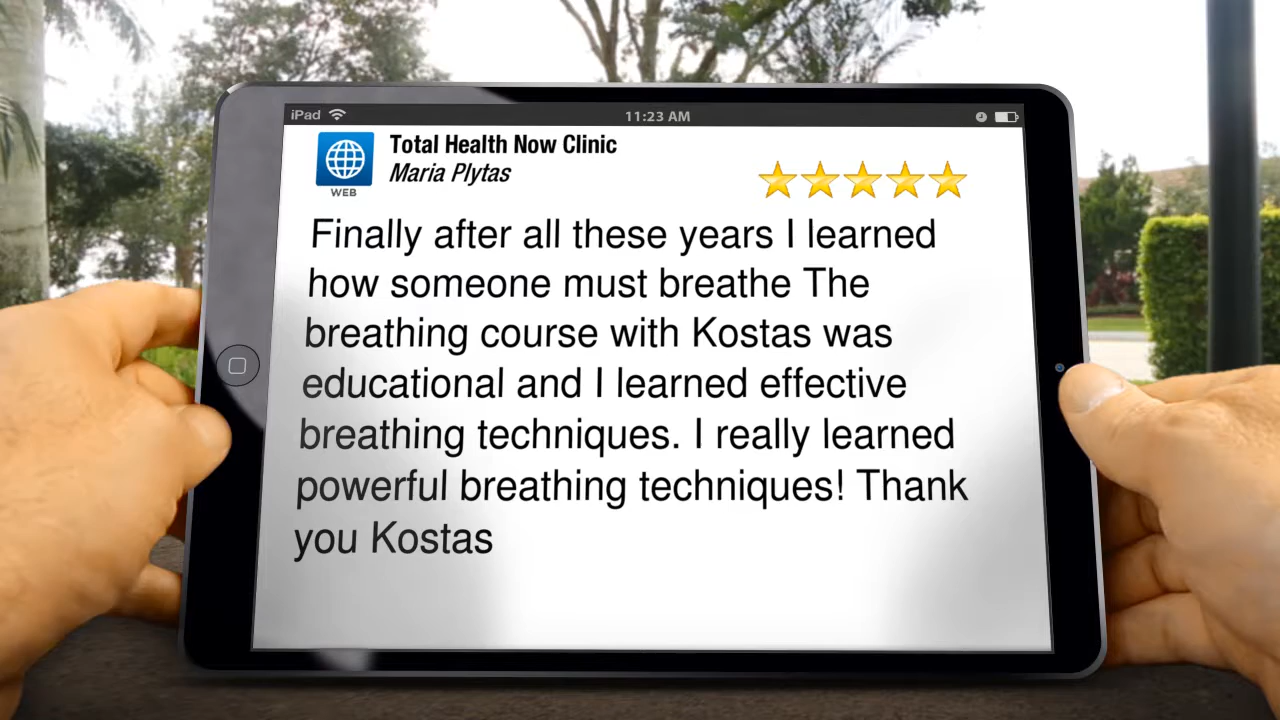 iPad 11:23 AM
Total Health Now Clinic
Maria Plytas
WEB
Finally after all these years I learned
how someone must breathe The
breathing course with Kostas was
educational and I learned effective
breathing techniques. I really learned
powerful breathing techniques! Thank
you Kostas